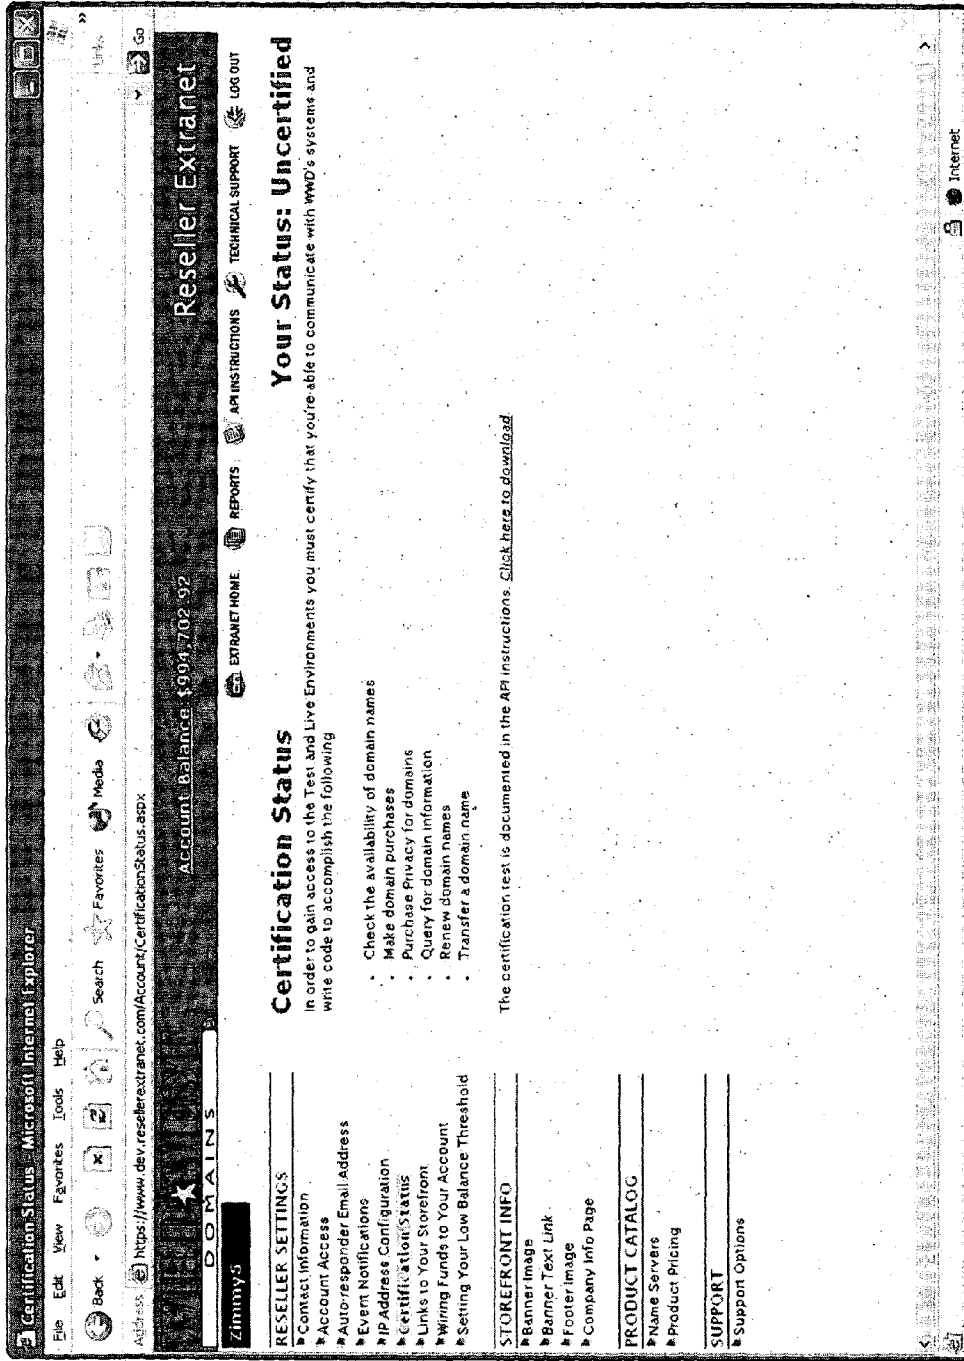 Certification Status - Microsoft Internet Explorer
File Edit View Favorites Tools Help
Back Search Favorites Media
Links
Address https://www.dev.resellerextranet.com/Account/CertificationStatus.aspx Go
DOMAINS
Account Balance: $994,702.92
Reseller Extranet
EXTRANET HOME REPORTS API INSTRUCTIONS TECHNICAL SUPPORT LOG OUT
RESELLER SETTINGS
Contact Information
Account Access
Auto-responder Email Address
Event Notifications
IP Address Configuration
Certification Status
Links to Your Storefront
Wiring Funds to Your Account
Setting Your Low Balance Threshold
STOREFRONT INFO
Banner Image
Banner Text Link
Footer Image
Company Info Page
PRODUCT CATALOG
Name Servers
Product Pricing
SUPPORT
Support Options
Certification Status
Your Status: Uncertified
In order to gain access to the Test and Live Environments you must certify that you're able to communicate with WWD's systems and
write code to accomplish the following
• Check the availability of domain names
• Make domain purchases
• Purchase Privacy for domains
• Query for domain information
• Renew domain names
• Transfer a domain name
The certification test is documented in the API instructions. Click here to download.
Internet